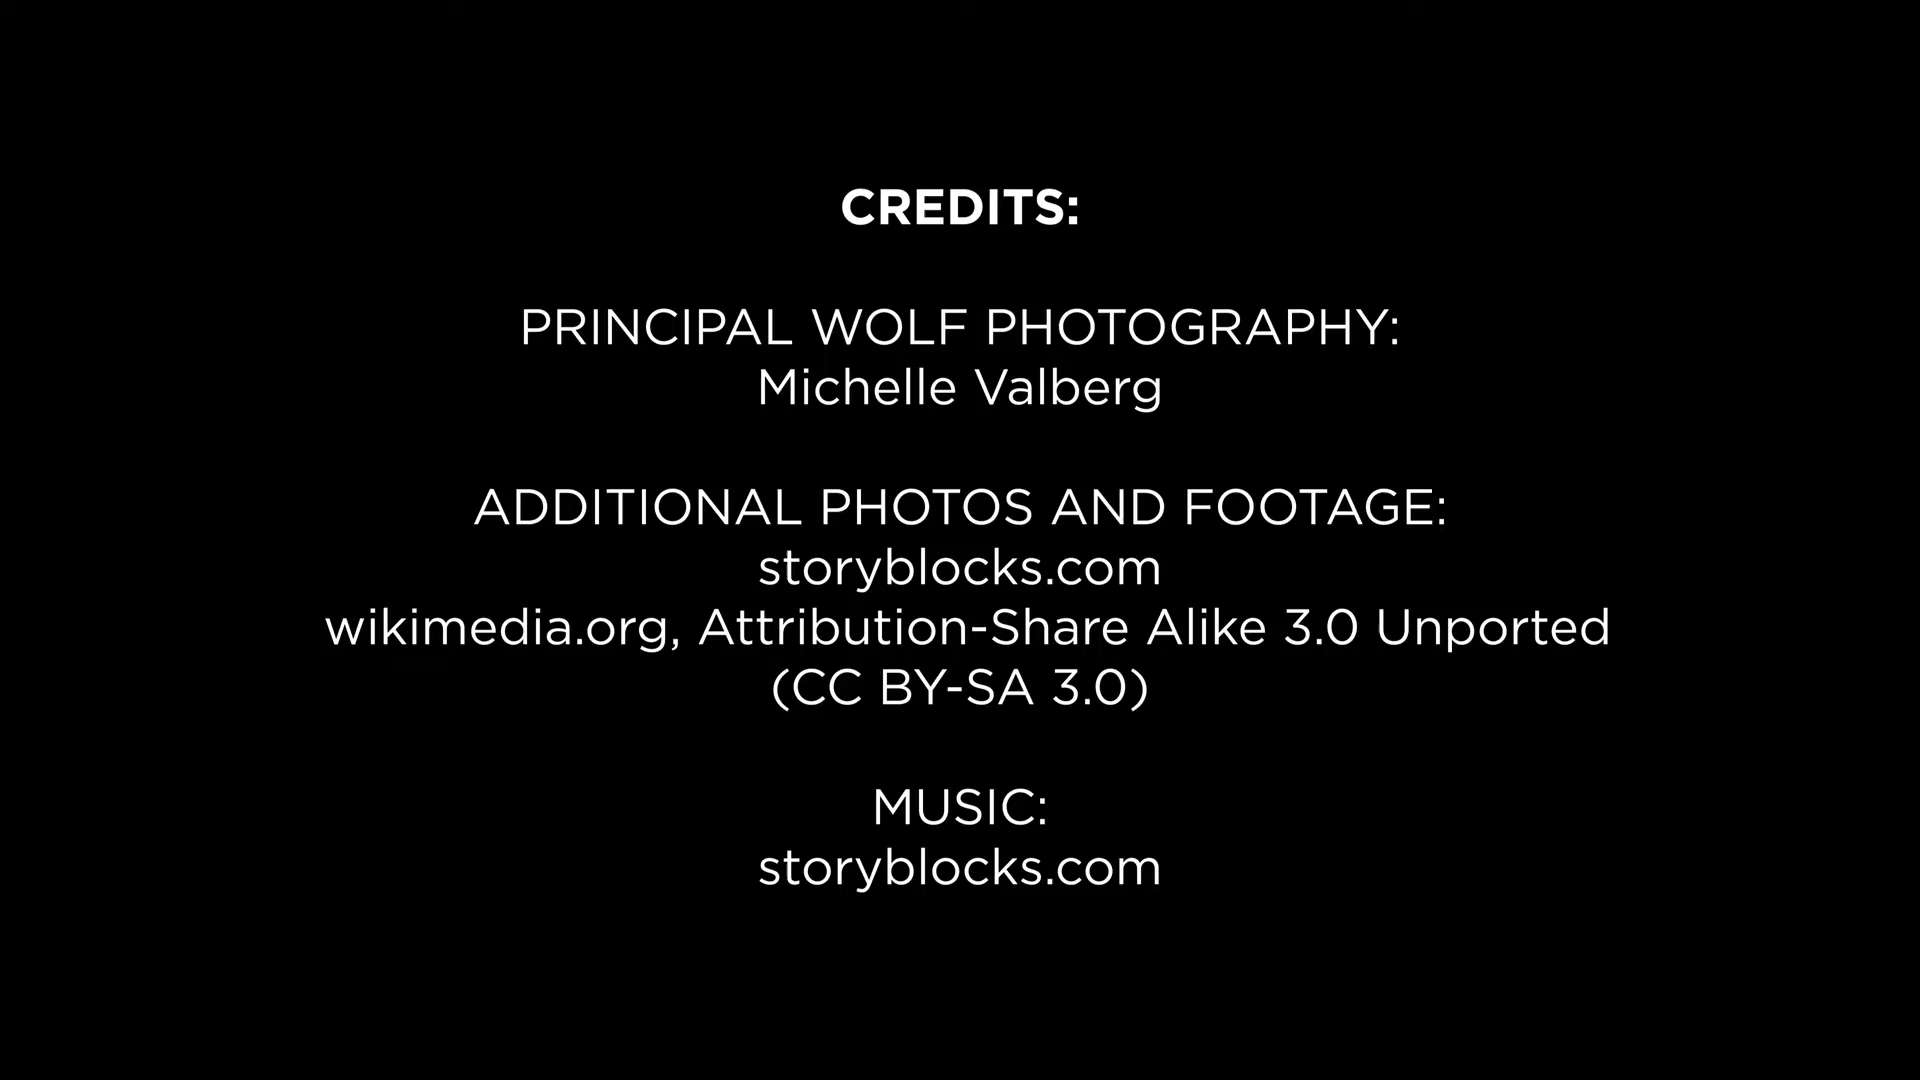 CREDITS:
PRINCIPAL WOLF PHOTOGRAPHY:
Michelle Valberg
ADDITIONAL PHOTOS AND FOOTAGE:
storyblocks.com
wikimedia.org, Attribution-Share Alike 3.0 Unported
(CC BY-SA 3.0)
MUSIC:
storyblocks.com